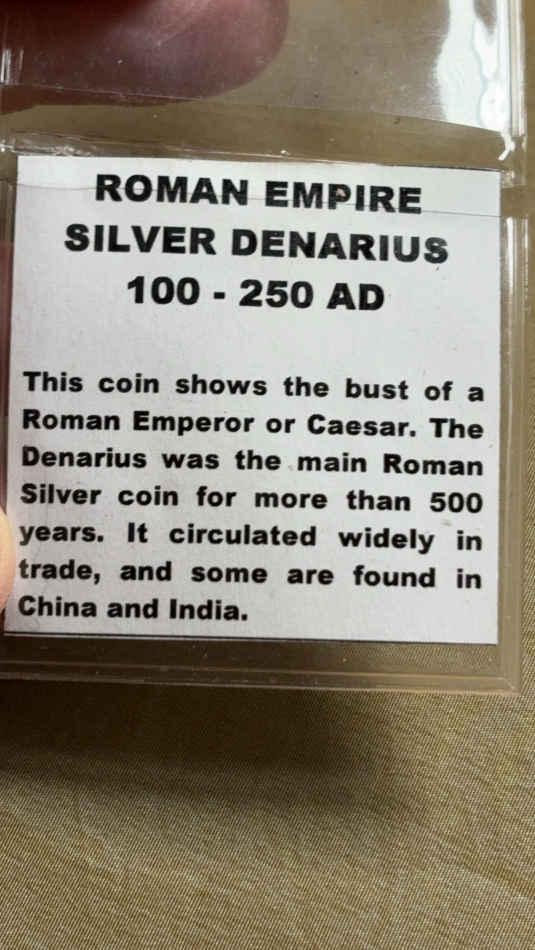 ROMAN EMPIRE
SILVER DENARIUS
100 - 250 AD
This coin shows the bust of a
Roman Emperor or Caesar. The
Denarius was the main Roman
Silver coin for more than 500
years. It circulated widely in
trade, and some are found in
China and India.